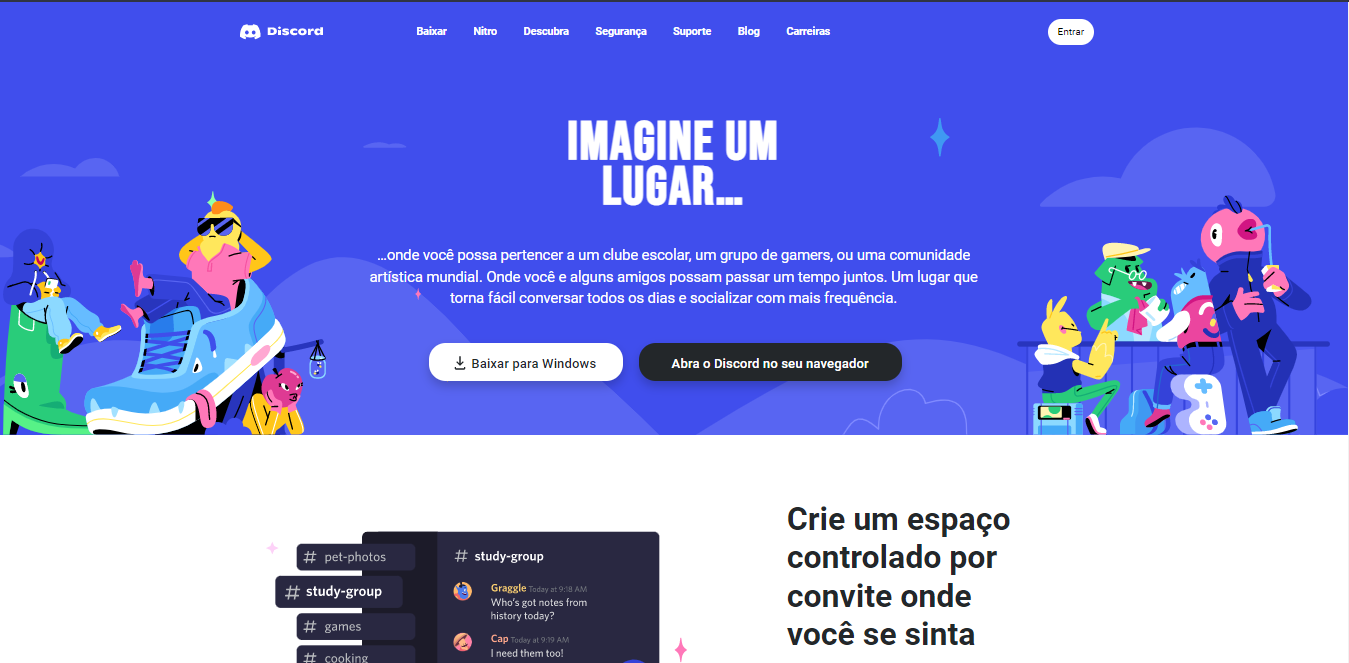 Discord
Baixar Nitro Descubra Segurança Suporte Blog Carreiras
Entrar
IMAGINE UM
LUGAR...
...onde você possa pertencer a um clube escolar, um grupo de gamers, ou uma comunidade
artística mundial. Onde você e alguns amigos possam passar um tempo juntos. Um lugar que
torna fácil conversar todos os dias e socializar com mais frequência.
Baixar para Windows
Abra o Discord no seu navegador
# pet-photos
# study-group
# games
# cooking
# study-group
Graggle Today at 9:18 AM
Who's got notes from
history today?
Cap Today at 9:19 AM
I need them too!
Crie um espaço
controlado por
convite onde
você se sinta